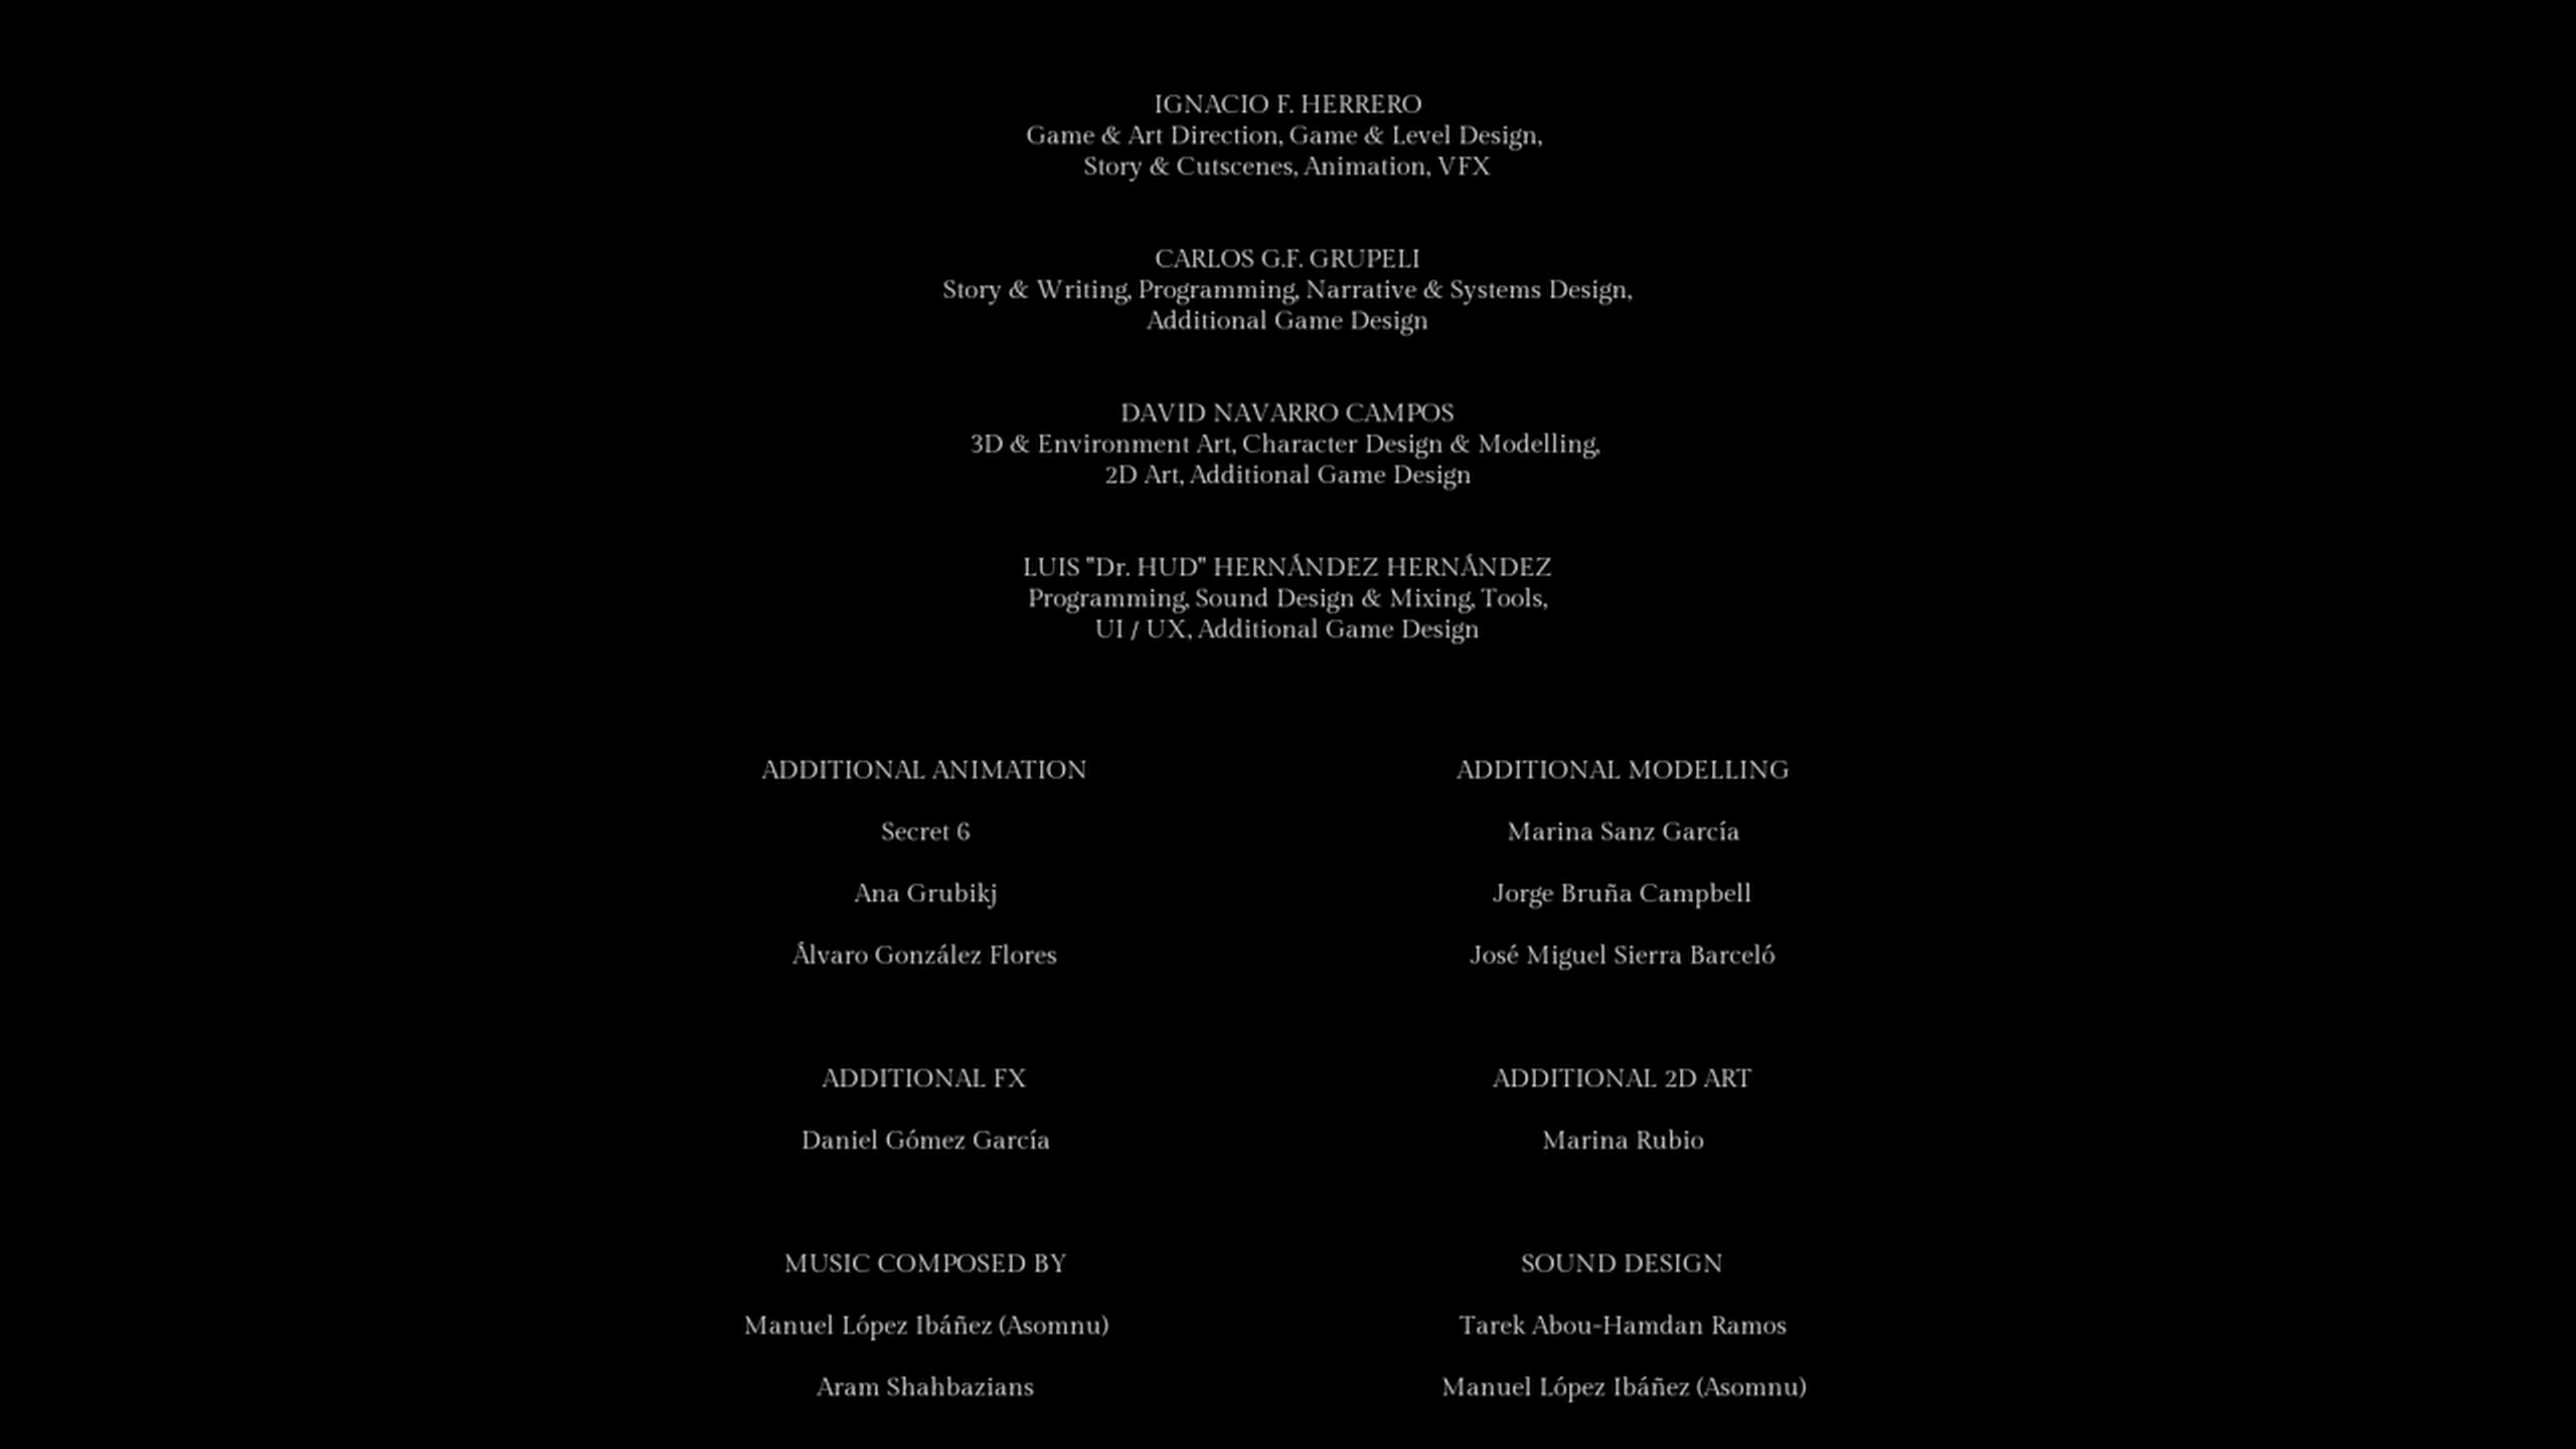 IGNACIO F. HERRERO
Game & Art Direction, Game & Level Design,
Story & Cutscenes, Animation, VFX
CARLOS G.F. GRUPELI
Story & Writing, Programming, Narrative & Systems Design,
Additional Game Design
DAVID NAVARRO CAMPOS
3D & Environment Art, Character Design & Modelling,
2D Art, Additional Game Design
LUIS "Dr. HUD" HERNÁNDEZ HERNÁNDEZ
Programming, Sound Design & Mixing, Tools,
UI / UX, Additional Game Design
ADDITIONAL ANIMATION
Secret 6
Ana Grubikj
Álvaro González Flores
ADDITIONAL MODELLING
Marina Sanz García
Jorge Bruña Campbell
José Miguel Sierra Barceló
ADDITIONAL FX
Daniel Gómez García
ADDITIONAL 2D ART
Marina Rubio
MUSIC COMPOSED BY
Manuel López Ibáñez (Asomnu)
Aram Shahbazians
SOUND DESIGN
Tarek Abou-Hamdan Ramos
Manuel López Ibáñez (Asomnu)